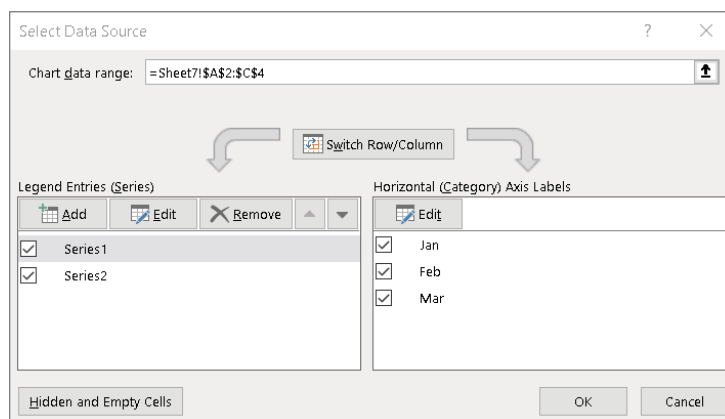 Select Data Source ?
Chart data range: =Sheet7!$A$2:$C$4
Switch Row/Column
Legend Entries (Series)
Horizontal (Category) Axis Labels
Add Edit Remove
Edit
Series1
Series2
Jan
Feb
Mar
Hidden and Empty Cells
OK Cancel